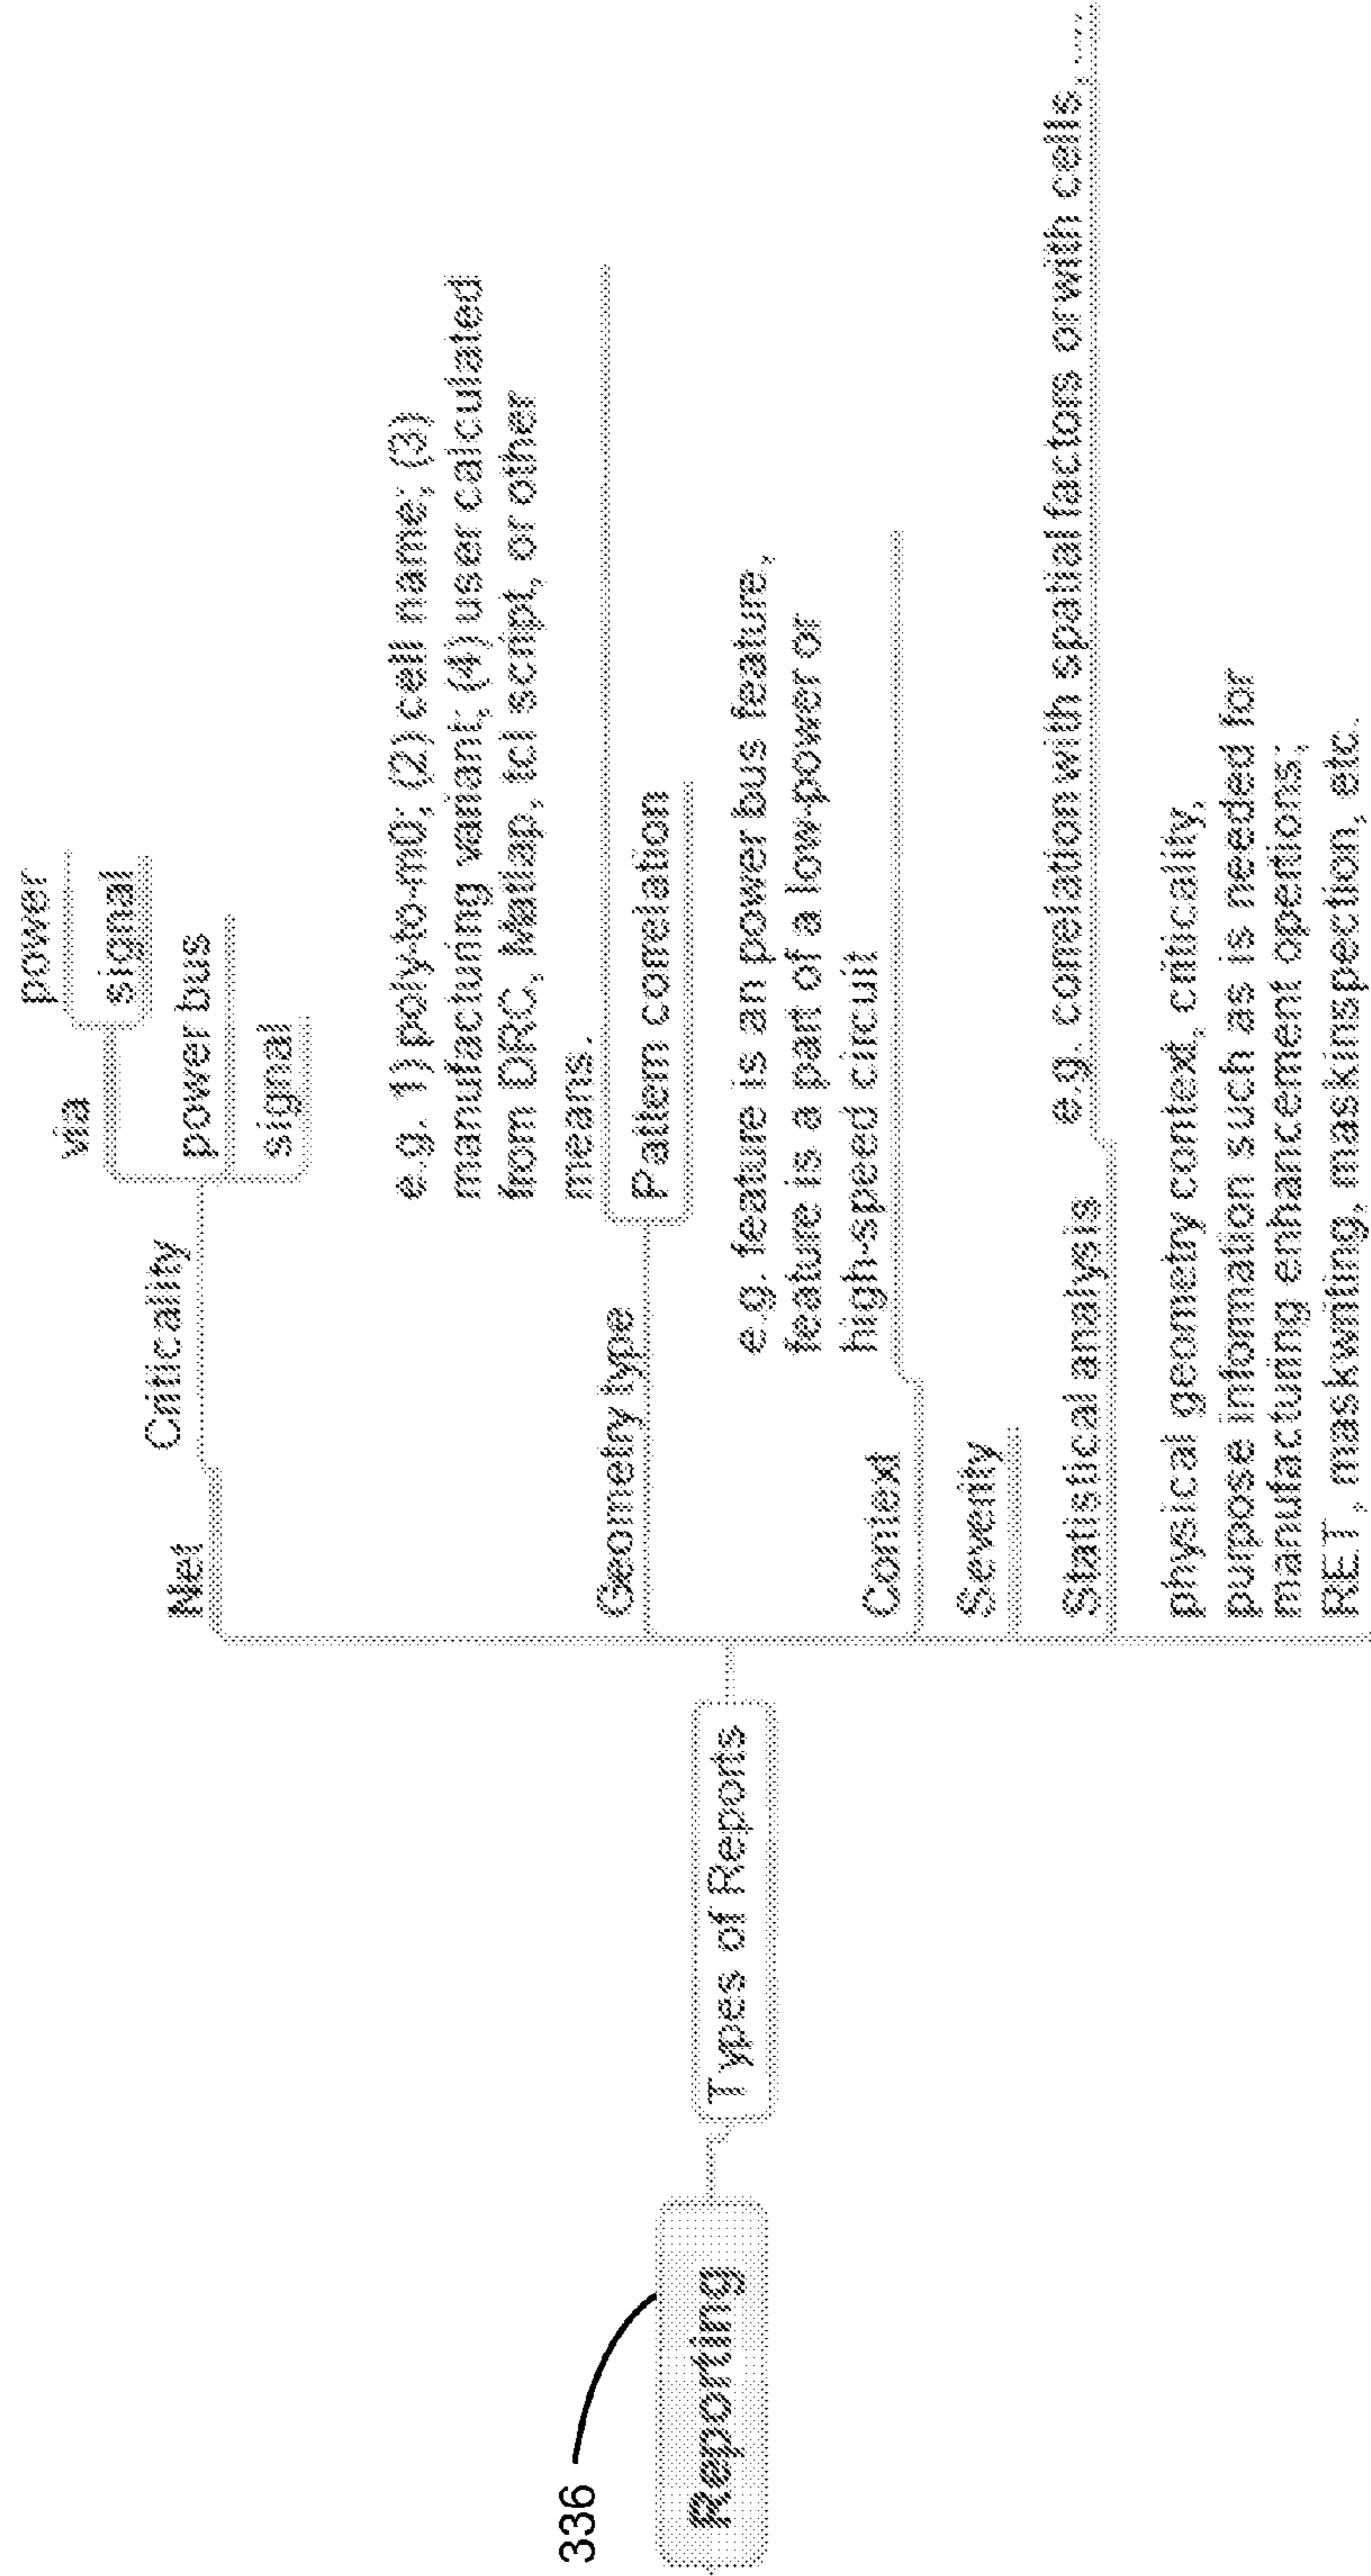 336
Reporting
Types of Reports
Net
Criticality
via
power
signal
power bus
signal
Geometry type
e.g. 1) poly-to-m0; (2) cell name; (3)
manufacturing variant; (4) user calculated
from DRC, Matlap, tcl script, or other
means.
Pattern correlation
Context
e.g. feature is an power bus feature,
feature is a part of a low-power or
high-speed circuit
Severity
Statistical analysis
e.g. correlation with spatial factors or with cells, ....
physical geometry context, criticality,
purpose information such as is needed for
manufacturing enhancement opertions;
RET, maskwriting, maskinspection, etc.